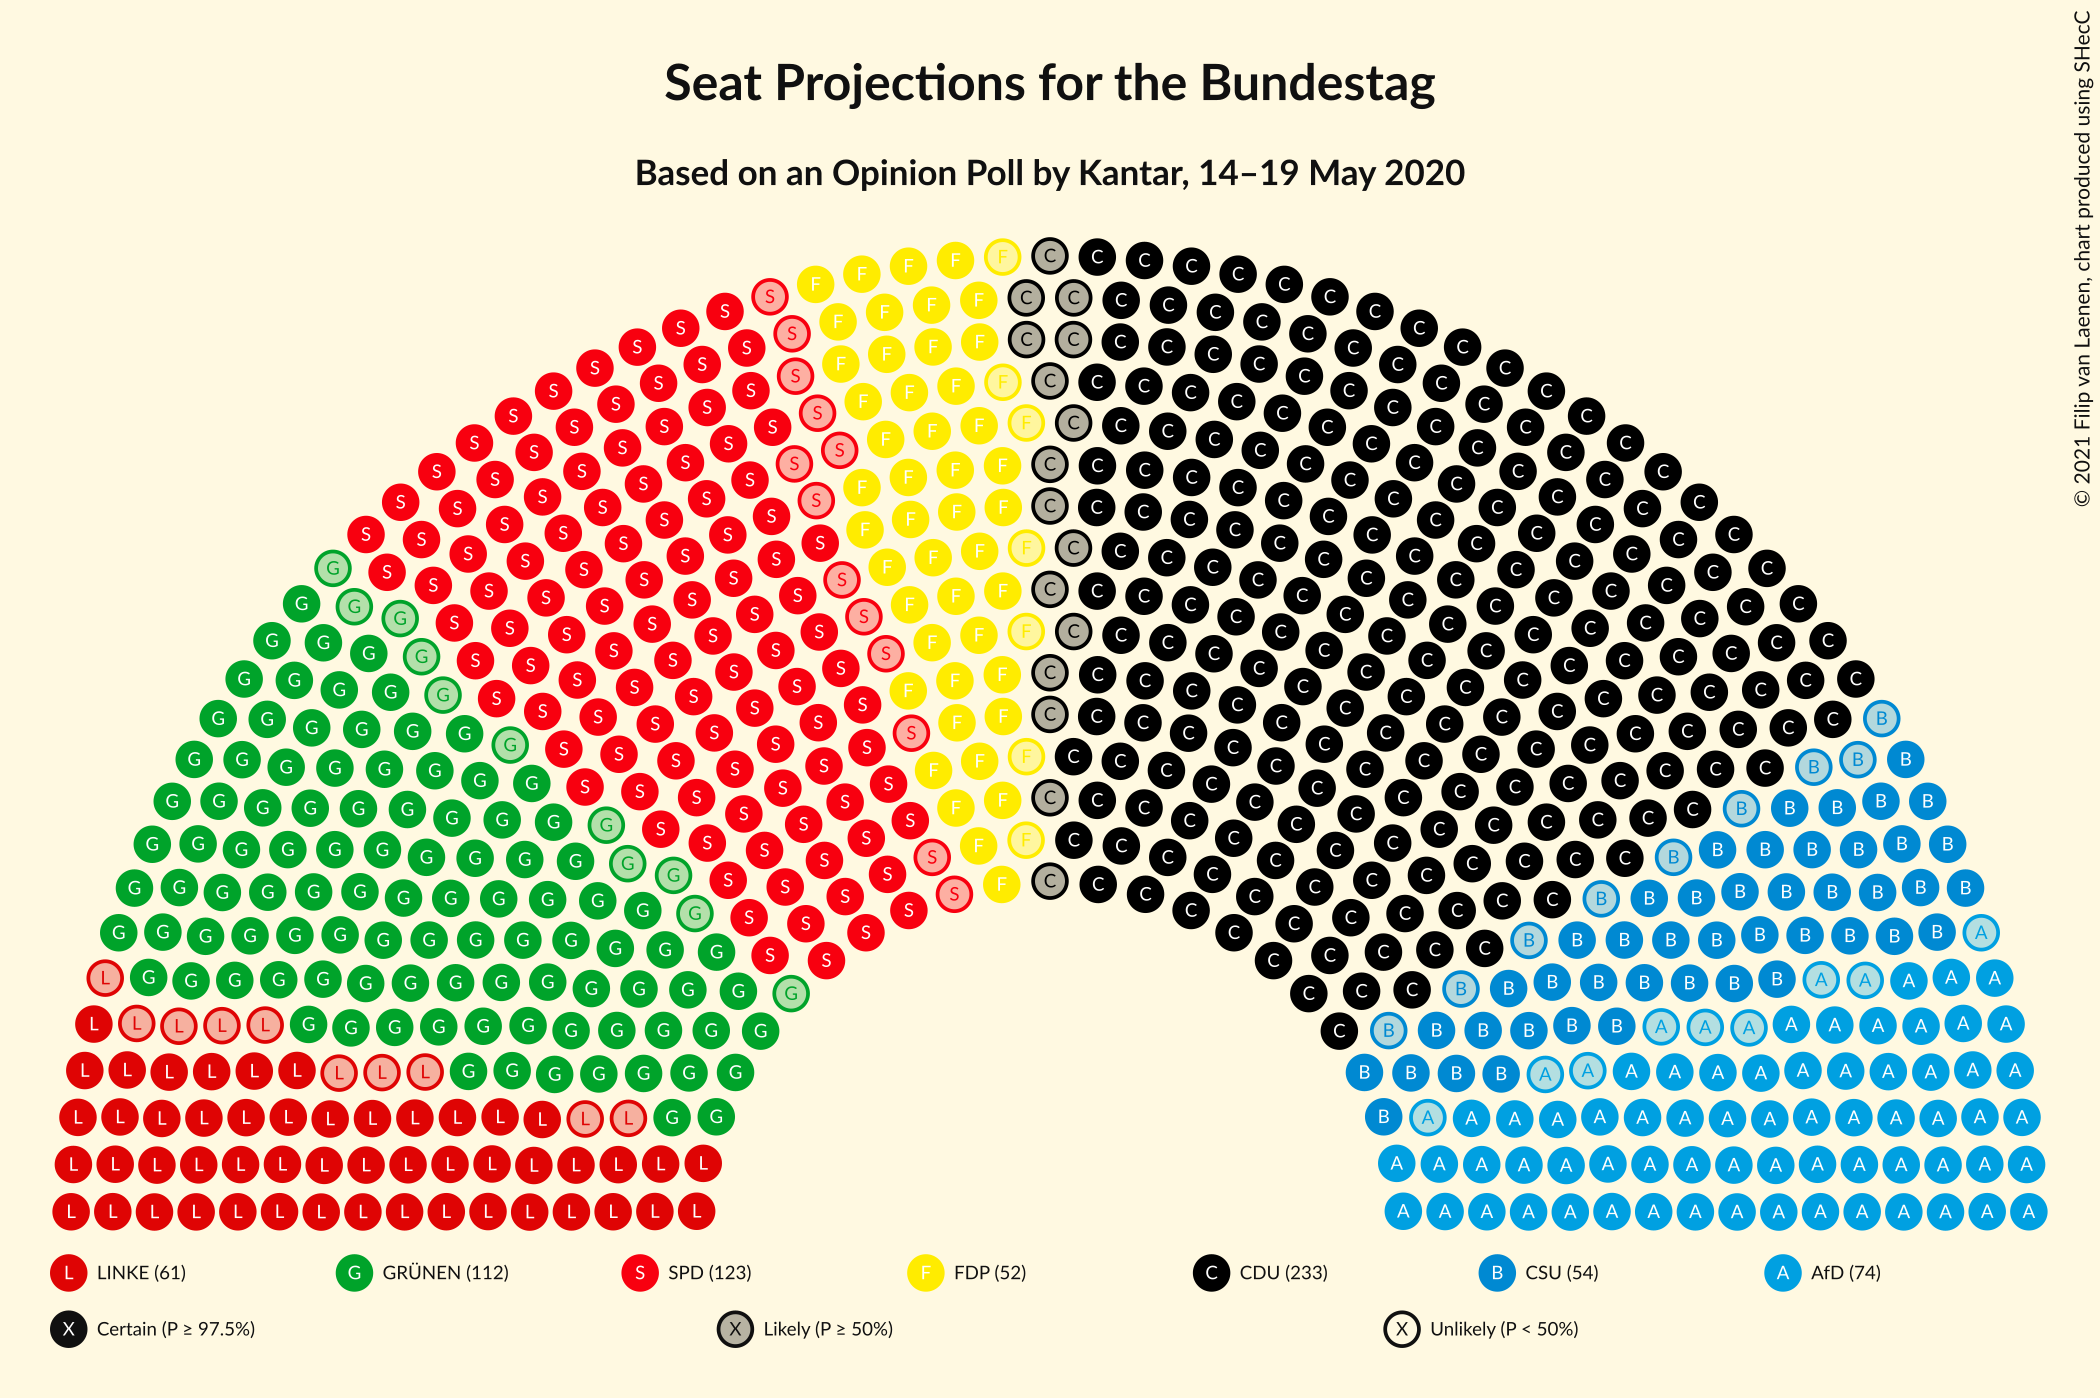 Seat Projections for the Bundestag
Based on an Opinion Poll by Kantar, 14–19 May 2020
© 2021 Filip van Laenen, chart produced using SHecC
L LINKE (61) G GRÜNEN (112) S SPD (123) F FDP (52) C CDU (233) B CSU (54) A AfD (74)
X Certain (P ≥ 97.5%) X Likely (P ≥ 50%) X Unlikely (P < 50%)